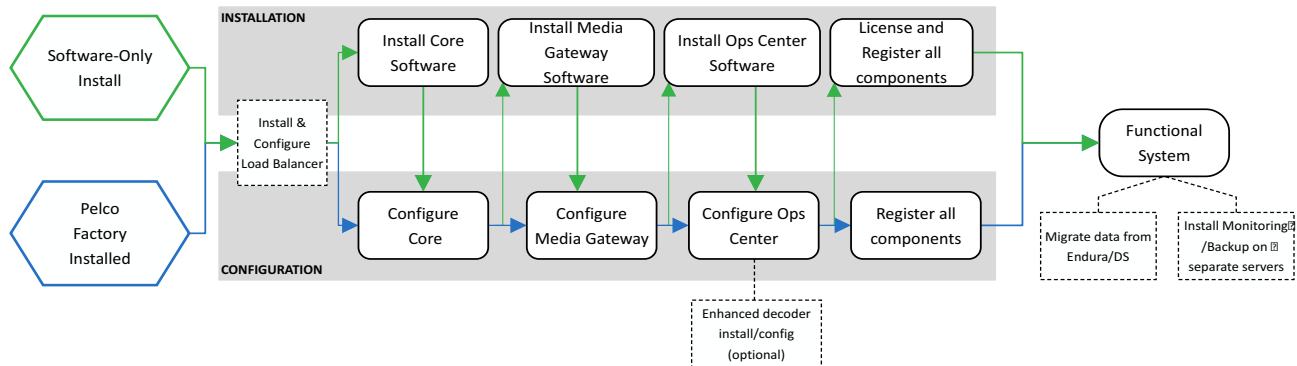 INSTALLATION
Software-Only
Install
Install Core
Software
Install Media
Gateway
Software
Install Ops Center
Software
License and
Register all
components
Install &
Configure
Load Balancer
Functional
System
Pelco
Factory
Installed
Configure
Core
Configure
Media Gateway
Configure Ops
Center
Register all
components
CONFIGURATION
Migrate data from
Endura/DS
Install Monitoring
/Backup on
separate servers
Enhanced decoder
install/config
(optional)